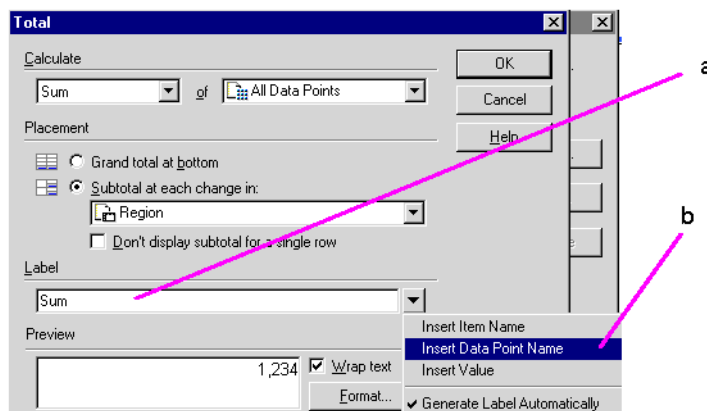 Total
Calculate
OK
Sum of All Data Points
Cancel
Placement
Help
Grand total at bottom
Subtotal at each change in:
Region
Don't display subtotal for a single row
Label
Sum
Insert Item Name
Preview
Insert Data Point Name
1,234
Wrap text
Insert Value
Format...
Generate Label Automatically
a
b